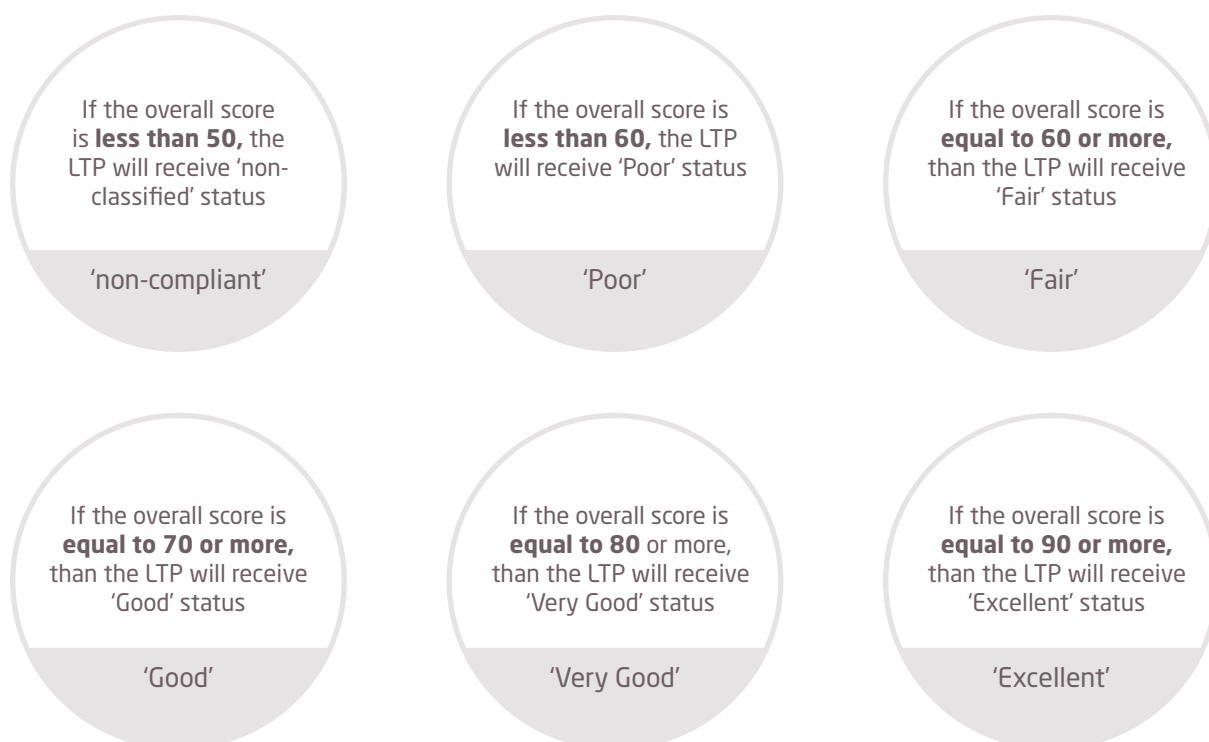 If the overall score
is less than 50, the
LTP will receive ‘non-
classified’ status
‘non-compliant’
If the overall score is
less than 60, the LTP
will receive ‘Poor’ status
‘Poor’
If the overall score is
equal to 60 or more,
than the LTP will receive
‘Fair’ status
‘Fair’
If the overall score is
equal to 70 or more,
than the LTP will receive
‘Good’ status
‘Good’
If the overall score is
equal to 80 or more,
than the LTP will receive
‘Very Good’ status
‘Very Good’
If the overall score is
equal to 90 or more,
than the LTP will receive
‘Excellent’ status
‘Excellent’